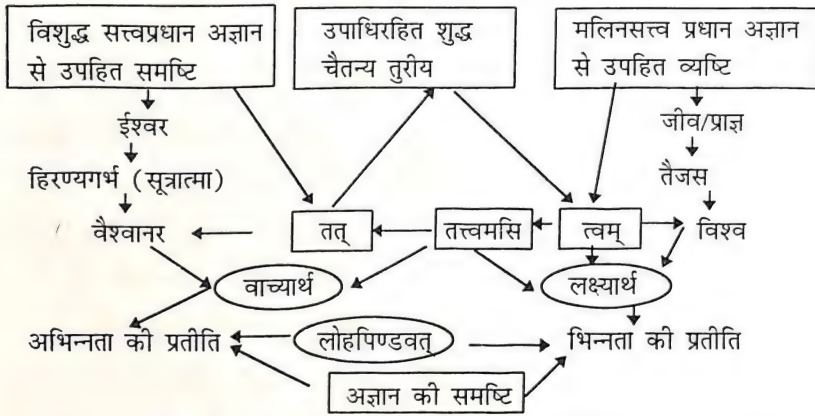 विशुद्ध सत्त्वप्रधान अज्ञान
से उपहित समष्टि
उपाधिरहित शुद्ध
चैतन्य तुरीय
मलिनसत्त्व प्रधान अज्ञान
से उपहित व्यष्टि
ईश्वर
हिरण्यगर्भ (सूत्रात्मा)
वैश्वानर
जीव/प्राज्ञ
तैजस
विश्व
तत्
तत्त्वमसि
त्वम्
वाच्यार्थ
लक्ष्यार्थ
अभिन्नता की प्रतीति
लोहपिण्डवत्
भिन्नता की प्रतीति
अज्ञान की समष्टि